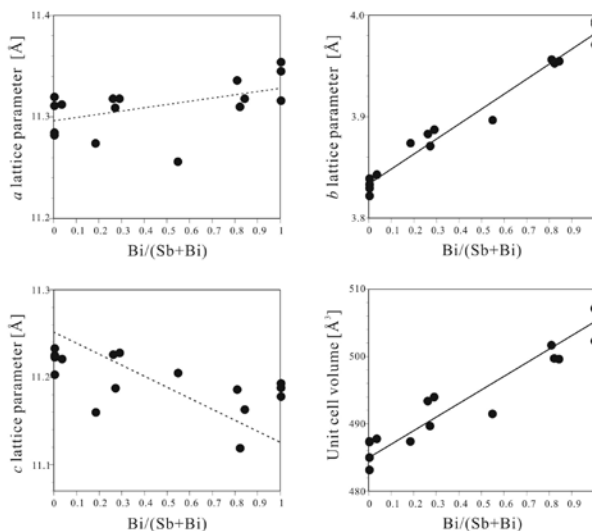 11.4
11.3
11.2
a lattice parameter [Å]
0 0.1 0.2 0.3 0.4 0.5 0.6 0.7 0.8 0.9 1
Bi/(Sb+Bi)
4.0
3.9
3.8
b lattice parameter [Å]
0 0.1 0.2 0.3 0.4 0.5 0.6 0.7 0.8 0.9
Bi/(Sb+Bi)
11.3
11.2
11.1
c lattice parameter [Å]
0 0.1 0.2 0.3 0.4 0.5 0.6 0.7 0.8 0.9 1
Bi/(Sb+Bi)
510
500
490
480
Unit cell volume [Å³]
0 0.1 0.2 0.3 0.4 0.5 0.6 0.7 0.8 0.9
Bi/(Sb+Bi)